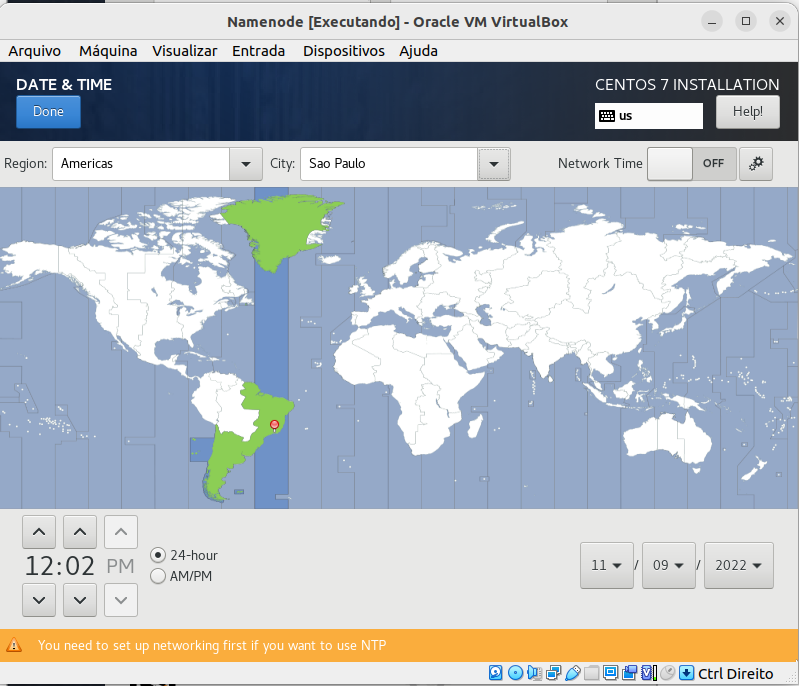 Namenode [Executando] - Oracle VM VirtualBox
Arquivo Máquina Visualizar Entrada Dispositivos Ajuda
DATE & TIME
CENTOS 7 INSTALLATION
Done
us
Help!
Region: Americas City: Sao Paulo Network Time OFF
12:02 PM
24-hour
AM/PM
11 / 09 / 2022
You need to set up networking first if you want to use NTP
Ctrl Direito